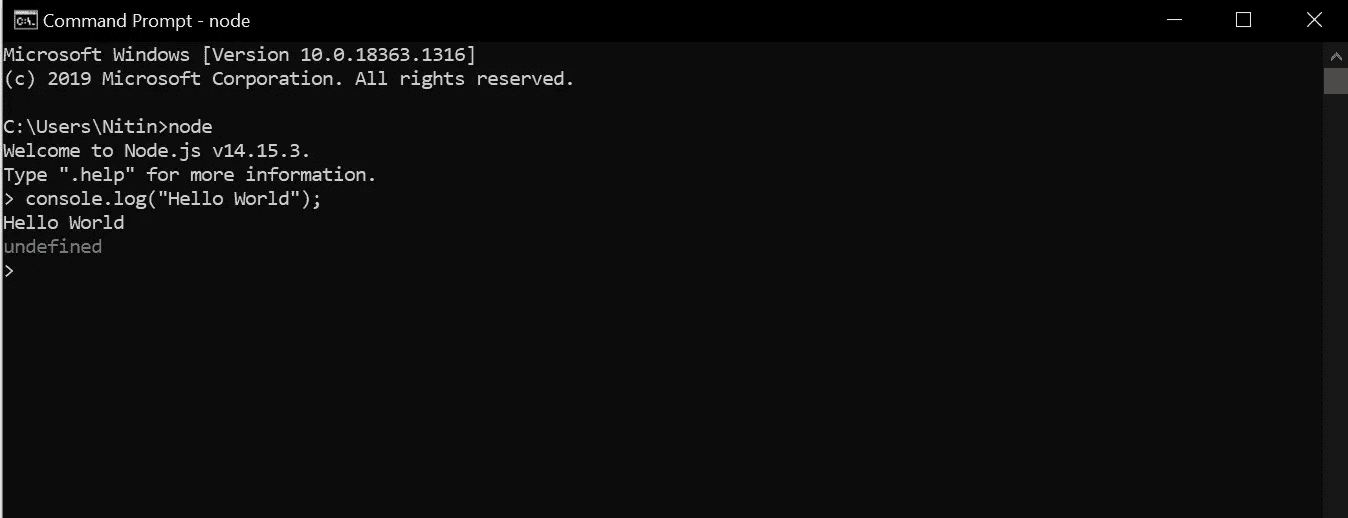 Command Prompt - node
Microsoft Windows [Version 10.0.18363.1316]
(c) 2019 Microsoft Corporation. All rights reserved.
C:\Users\Nitin>node
Welcome to Node.js v14.15.3.
Type ".help" for more information.
> console.log("Hello World");
Hello World
undefined
>